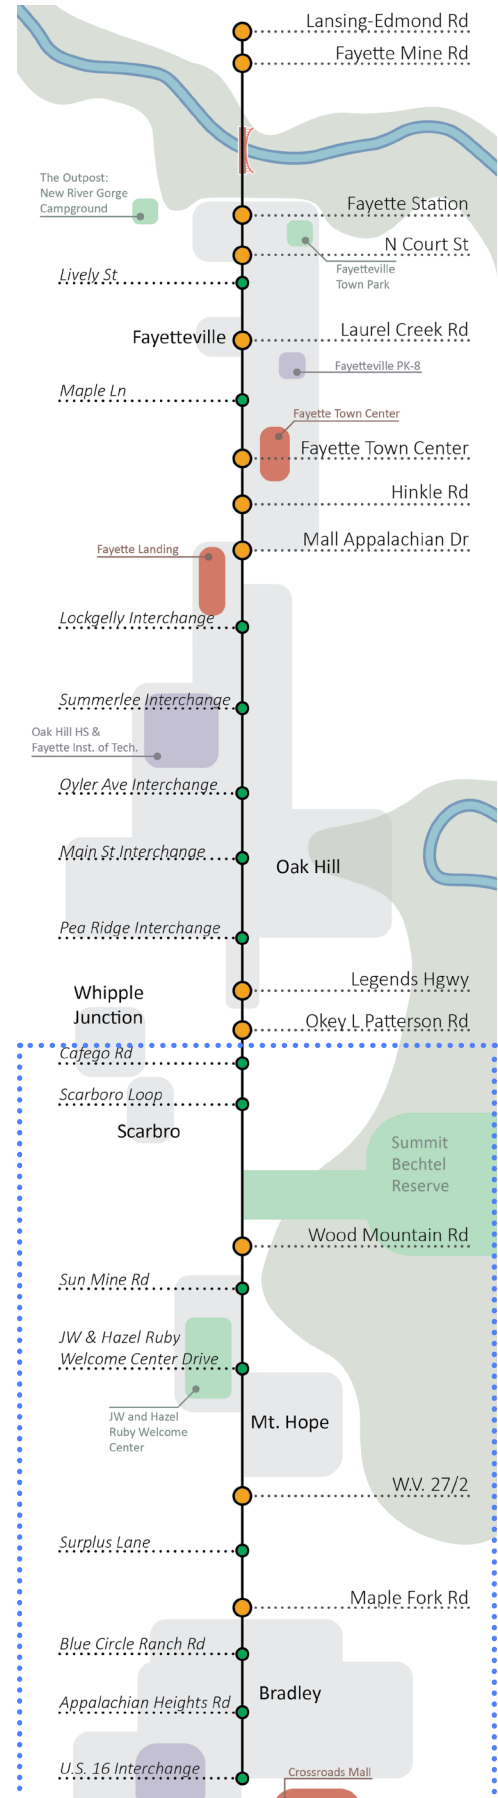 Lansing-Edmond Rd
Fayette Mine Rd
The Outpost:
New River Gorge
Campground
Fayette Station
N Court St
Fayetteville
Town Park
Lively St
Fayetteville
Laurel Creek Rd
Fayetteville PK-8
Maple Ln
Fayette Town Center
Fayette Town Center
Hinkle Rd
Mall Appalachian Dr
Fayette Landing
Lockgelly Interchange
Summerlee Interchange
Oak Hill HS &
Fayette Inst. of Tech.
Oyler Ave Interchange
Main St Interchange
Oak Hill
Pea Ridge Interchange
Legends Hgwy
Whipple
Junction
Okey L Patterson Rd
Cafego Rd
Scarboro Loop
Scarbro
Summit
Bechtel
Reserve
Wood Mountain Rd
Sun Mine Rd
JW & Hazel Ruby
Welcome Center Drive
JW and Hazel
Ruby Welcome
Center
Mt. Hope
W.V. 27/2
Surplus Lane
Maple Fork Rd
Blue Circle Ranch Rd
Bradley
Appalachian Heights Rd
U.S. 16 Interchange
Crossroads Mall